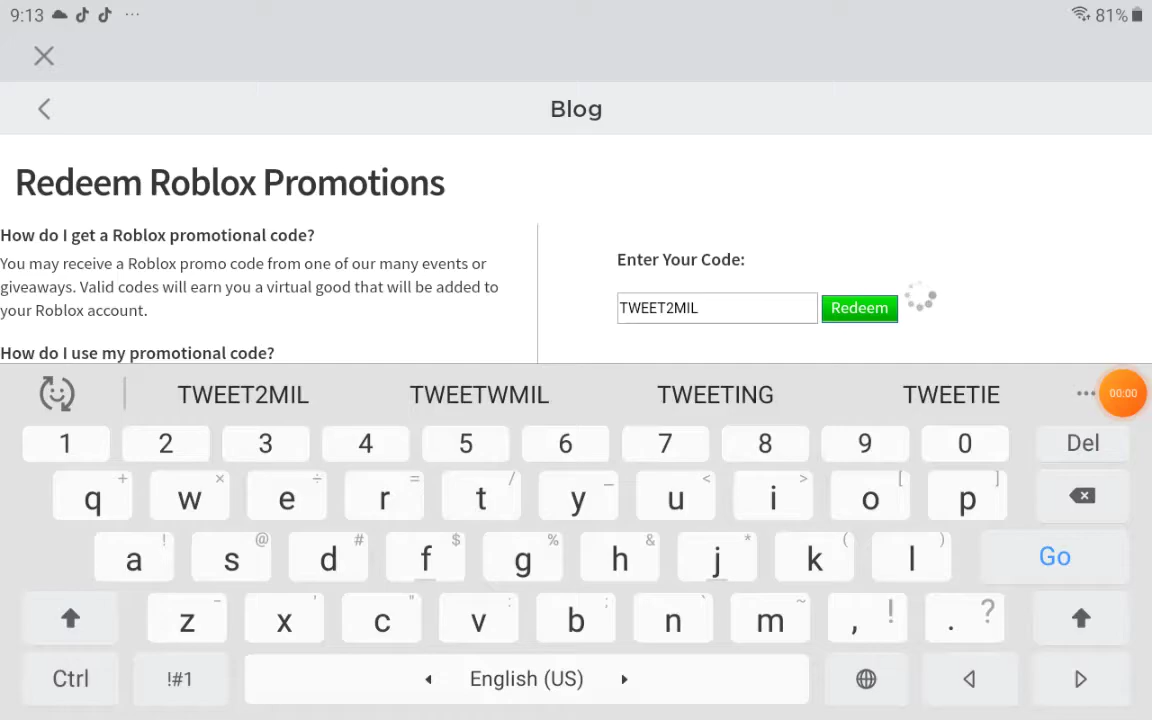 9:13 ... 81%
Blog
Redeem Roblox Promotions
How do I get a Roblox promotional code?
You may receive a Roblox promo code from one of our many events or
giveaways. Valid codes will earn you a virtual good that will be added to
your Roblox account.
How do I use my promotional code?
Enter Your Code:
TWEET2MIL Redeem
TWEET2MIL TWEETWMIL TWEETING TWEETIE ... 00:00
1 2 3 4 5 6 7 8 9 0 Del
q + w × e ÷ r = t / y _ u < i > o [ p ]
a ! s @ d # f $ g % h & j * k ( l ) Go
z - x ' c " v : b ; n ` m ~ , ! . ?
Ctrl !#1 English (US)